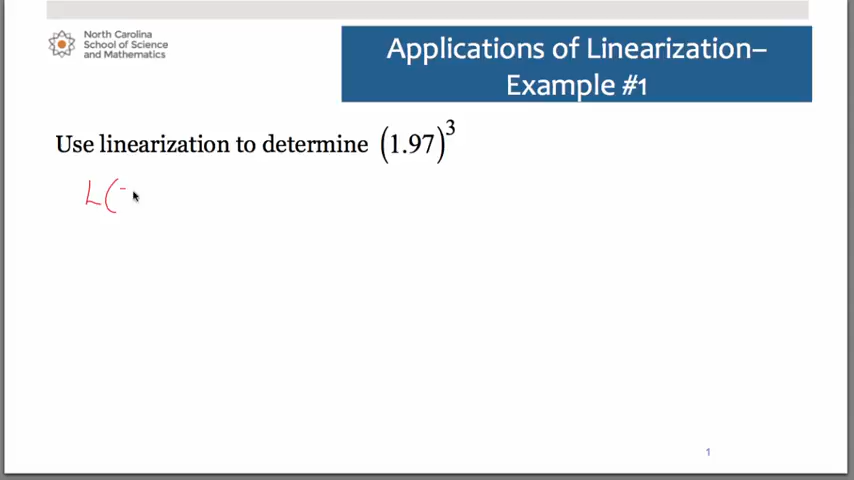 North Carolina
School of Science
and Mathematics
Applications of Linearization–
Example #1
Use linearization to determine (1.97)³
L(
1